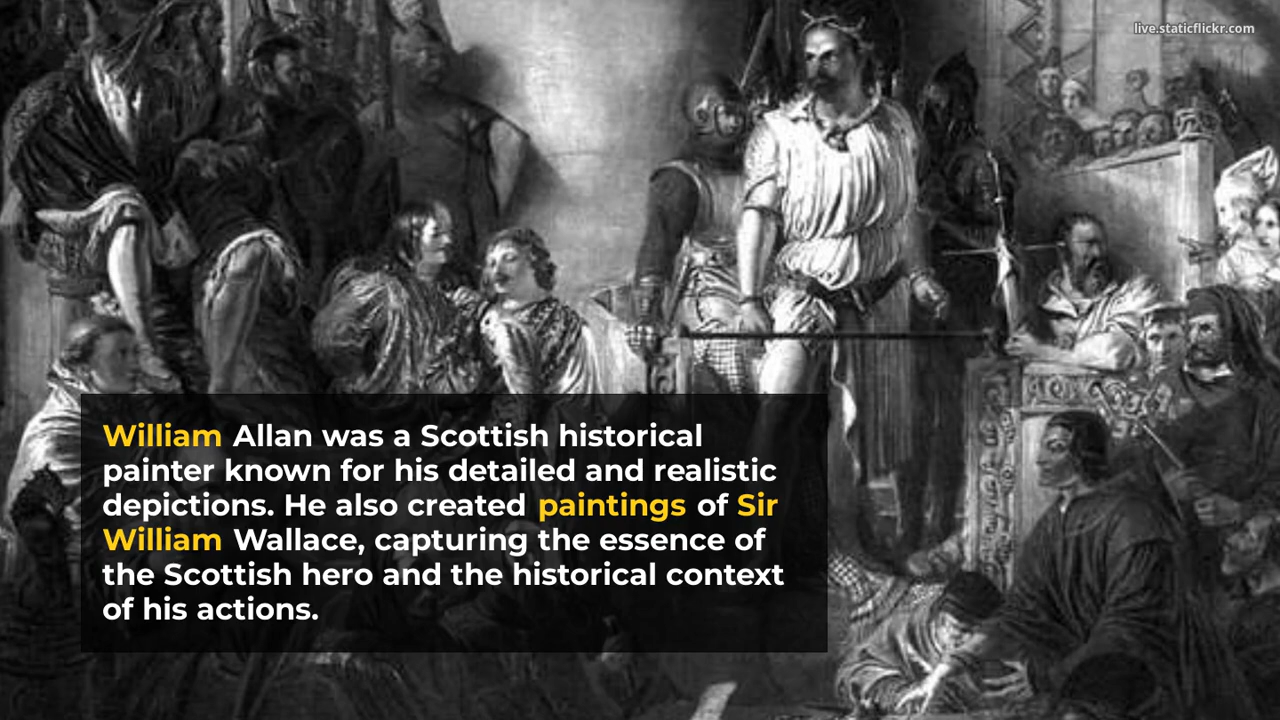 live.staticflickr.com
William Allan was a Scottish historical
painter known for his detailed and realistic
depictions. He also created paintings of Sir
William Wallace, capturing the essence of
the Scottish hero and the historical context
of his actions.